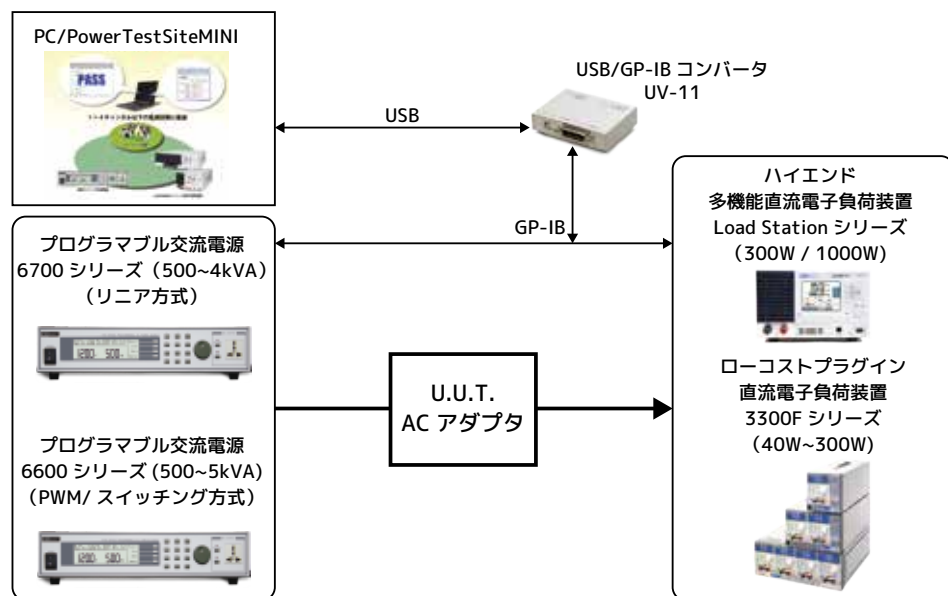 PC/PowerTestSiteMINI
PASS
USB/GP-IB コンバータ
UV-11
USB
GP-IB
プログラマブル交流電源
6700 シリーズ（500~4kVA）
（リニア方式）
プログラマブル交流電源
6600 シリーズ (500~5kVA)
（PWM/ スイッチング方式）
U.U.T.
AC アダプタ
ハイエンド
多機能直流電子負荷装置
Load Station シリーズ
（300W / 1000W)
ローコストプラグイン
直流電子負荷装置
3300F シリーズ
（40W~300W)